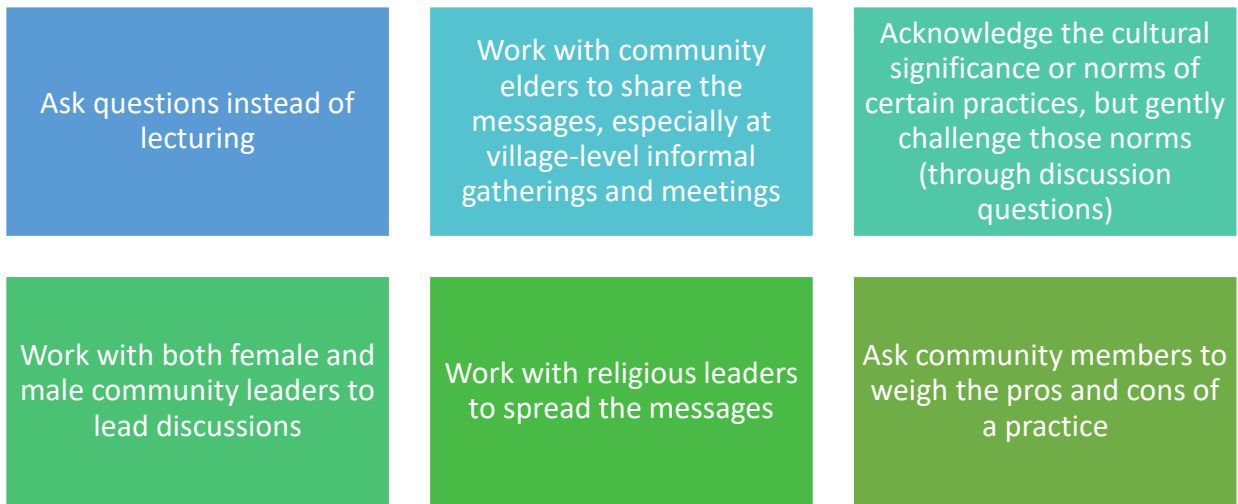 Ask questions instead of
lecturing
Work with community
elders to share the
messages, especially at
village-level informal
gatherings and meetings
Acknowledge the cultural
significance or norms of
certain practices, but gently
challenge those norms
(through discussion
questions)
Work with both female and
male community leaders to
lead discussions
Work with religious leaders
to spread the messages
Ask community members to
weigh the pros and cons of
a practice